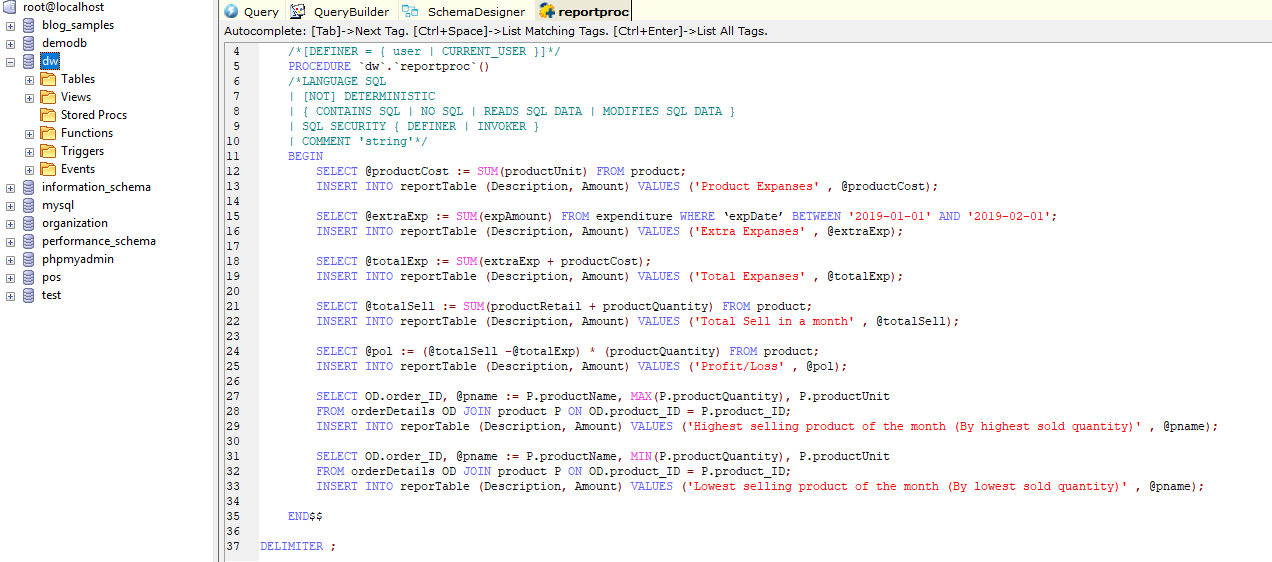 root@localhost
blog_samples
demodb
dw
Tables
Views
Stored Procs
Functions
Triggers
Events
information_schema
mysql
organization
performance_schema
phpmyadmin
pos
test
Query QueryBuilder SchemaDesigner reportproc
Autocomplete: [Tab]->Next Tag. [Ctrl+Space]->List Matching Tags. [Ctrl+Enter]->List All Tags.
4 /*[DEFINER = { user | CURRENT_USER }]*/
5 PROCEDURE `dw`.`reportproc`()
6 /*LANGUAGE SQL
7 | [NOT] DETERMINISTIC
8 | { CONTAINS SQL | NO SQL | READS SQL DATA | MODIFIES SQL DATA }
9 | SQL SECURITY { DEFINER | INVOKER }
10 | COMMENT 'string'*/
11 BEGIN
12 SELECT @productCost := SUM(productUnit) FROM product;
13 INSERT INTO reportTable (Description, Amount) VALUES ('Product Expanses' , @productCost);
14
15 SELECT @extraExp := SUM(expAmount) FROM expenditure WHERE ‘expDate’ BETWEEN '2019-01-01' AND '2019-02-01';
16 INSERT INTO reportTable (Description, Amount) VALUES ('Extra Expanses' , @extraExp);
17
18 SELECT @totalExp := SUM(extraExp + productCost);
19 INSERT INTO reportTable (Description, Amount) VALUES ('Total Expanses' , @totalExp);
20
21 SELECT @totalSell := SUM(productRetail + productQuantity) FROM product;
22 INSERT INTO reportTable (Description, Amount) VALUES ('Total Sell in a month' , @totalSell);
23
24 SELECT @pol := (@totalSell -@totalExp) * (productQuantity) FROM product;
25 INSERT INTO reportTable (Description, Amount) VALUES ('Profit/Loss' , @pol);
26
27 SELECT OD.order_ID, @pname := P.productName, MAX(P.productQuantity), P.productUnit
28 FROM orderDetails OD JOIN product P ON OD.product_ID = P.product_ID;
29 INSERT INTO reporTable (Description, Amount) VALUES ('Highest selling product of the month (By highest sold quantity)' , @pname);
30
31 SELECT OD.order_ID, @pname := P.productName, MIN(P.productQuantity), P.productUnit
32 FROM orderDetails OD JOIN product P ON OD.product_ID = P.product_ID;
33 INSERT INTO reporTable (Description, Amount) VALUES ('Lowest selling product of the month (By lowest sold quantity)' , @pname);
34
35 END$$
36
37 DELIMITER ;